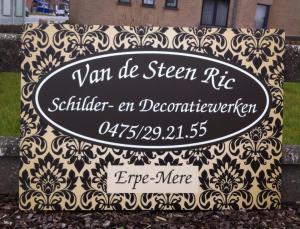 Van de Steen Ric
Schilder- en Decoratiewerken
0475/29.21.55
Erpe-Mere